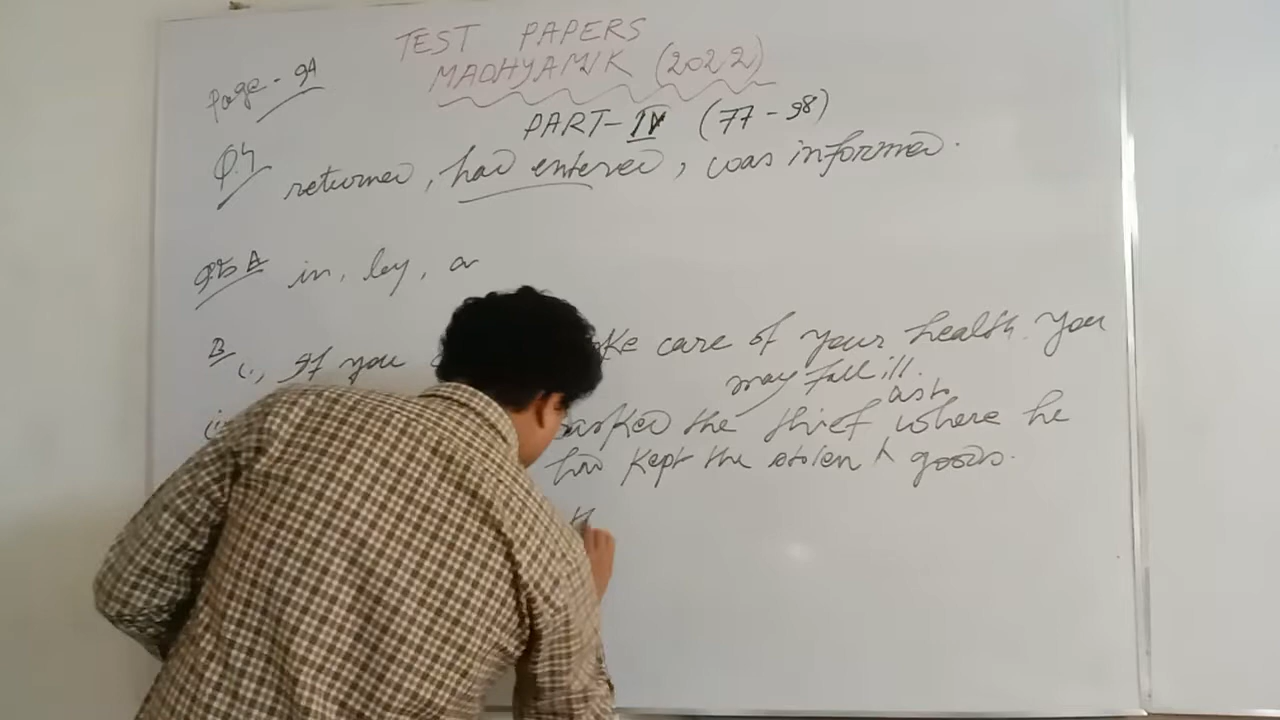 TEST PAPERS
MADHYAMIK (2022)
Page - 94
PART-IV (77 - 98)
Q.4 returned, had entered, was informed.
Q.5 A in, by, a
B (i) If you care of your health. You
may fall ill.
as to
asked the thief where he
had kept the stolen goods.